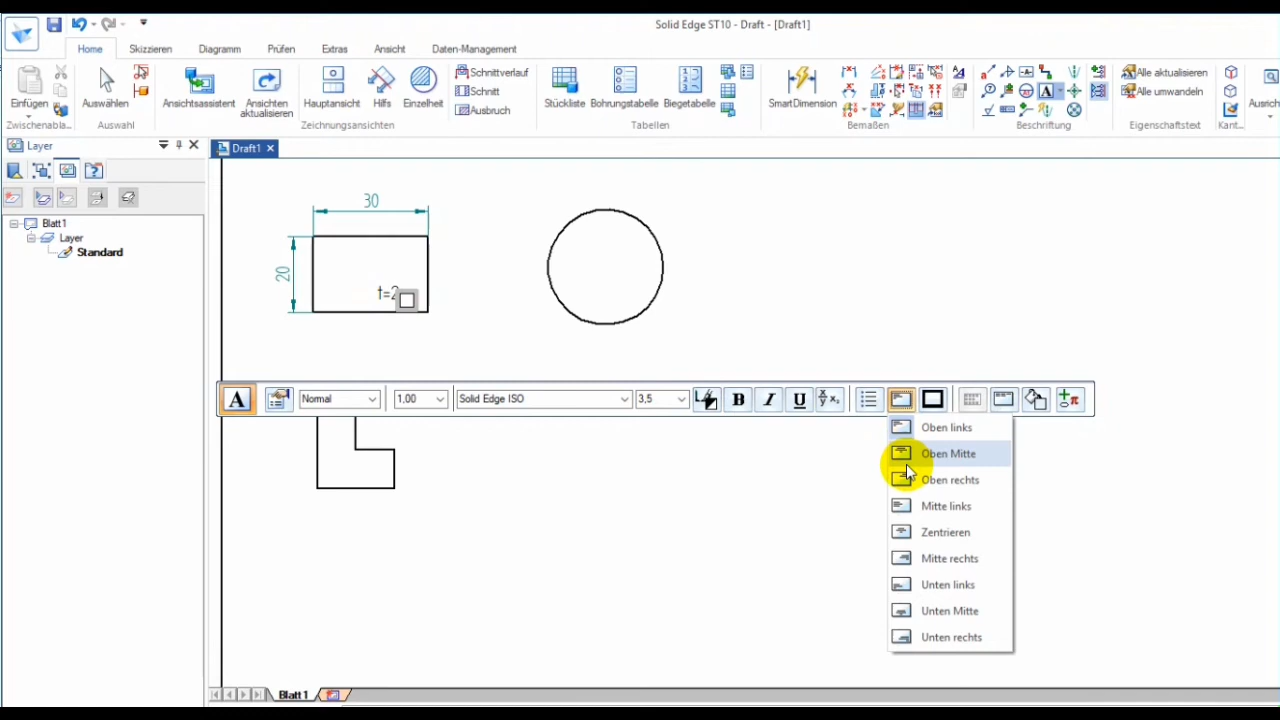 Solid Edge ST10 - Draft - [Draft1]
Home Skizzieren Diagramm Prüfen Extras Ansicht Daten-Management
Einfügen
Auswählen
Ansichtsassistent
Ansichten aktualisieren
Hauptansicht
Hilfs
Einzelheit
Schnittverlauf
Schnitt
Ausbruch
Stückliste
Bohrungstabelle
Biegetabelle
SmartDimension
Alle aktualisieren
Alle umwandeln
Ausric
Zwischenabla...
Auswahl
Zeichnungsansichten
Tabellen
Bemaßen
Beschriftung
Eigenschaftstext
Kant...
Layer
Draft1
Blatt1
Layer
Standard
30
20
t=2
A Normal 1,00 Solid Edge ISO 3,5 B I U
Oben links
Oben Mitte
Oben rechts
Mitte links
Zentrieren
Mitte rechts
Unten links
Unten Mitte
Unten rechts
Blatt1